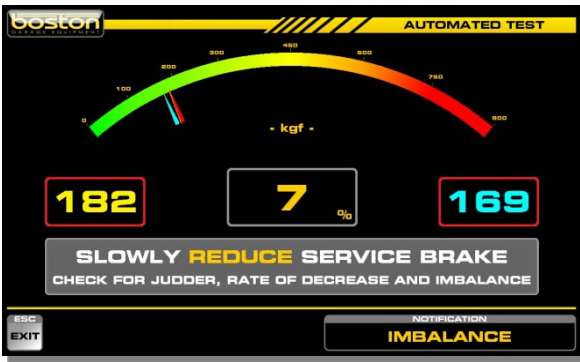 boston
GARAGE EQUIPMENT
AUTOMATED TEST
0
100
200
300
450
600
750
900
- kgf -
182
7 %
169
SLOWLY REDUCE SERVICE BRAKE
CHECK FOR JUDDER, RATE OF DECREASE AND IMBALANCE
ESC
EXIT
NOTIFICATION
IMBALANCE